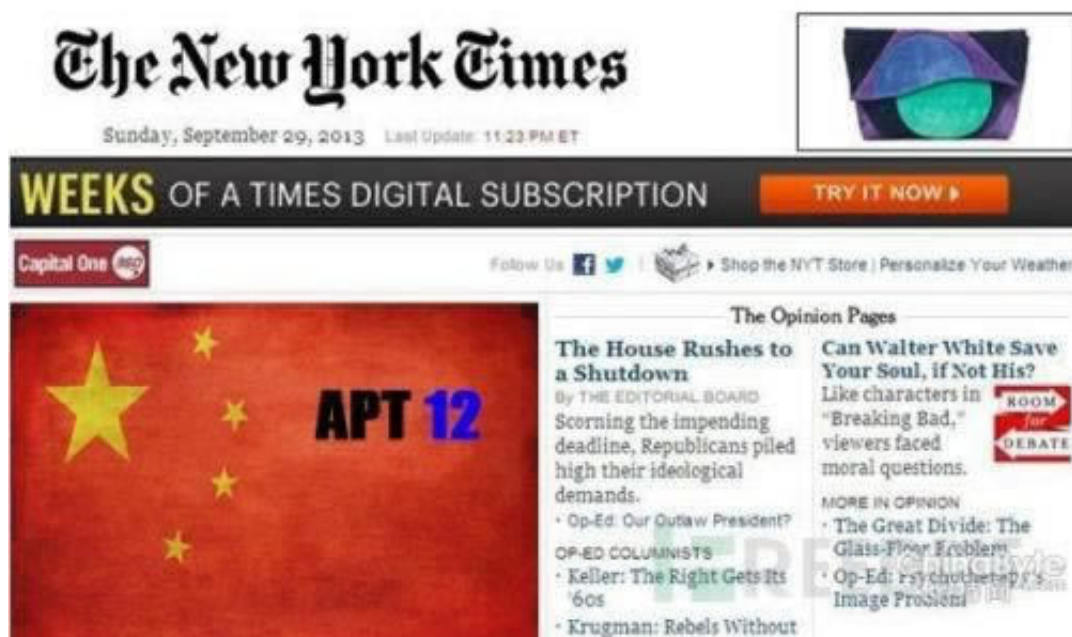 The New York Times
Sunday, September 29, 2013 Last Update: 11:23 PM ET
WEEKS OF A TIMES DIGITAL SUBSCRIPTION TRY IT NOW
Capital One 360
Follow Us
Shop the NYT Store | Personalize Your Weather
APT 12
The Opinion Pages
The House Rushes to
a Shutdown
By THE EDITORIAL BOARD
Scorning the impending
deadline, Republicans piled
high their ideological
demands.
· Op-Ed: Our Outlaw President?
OP-ED COLUMNISTS
· Keller: The Right Gets Its
'60s
· Krugman: Rebels Without
Can Walter White Save
Your Soul, if Not His?
Like characters in
“Breaking Bad,”
viewers faced
moral questions.
ROOM
for
DEBATE
MORE IN OPINION
· The Great Divide: The
Glass-Floor Problem
· Op-Ed: Psychotherapy's
Image Problem